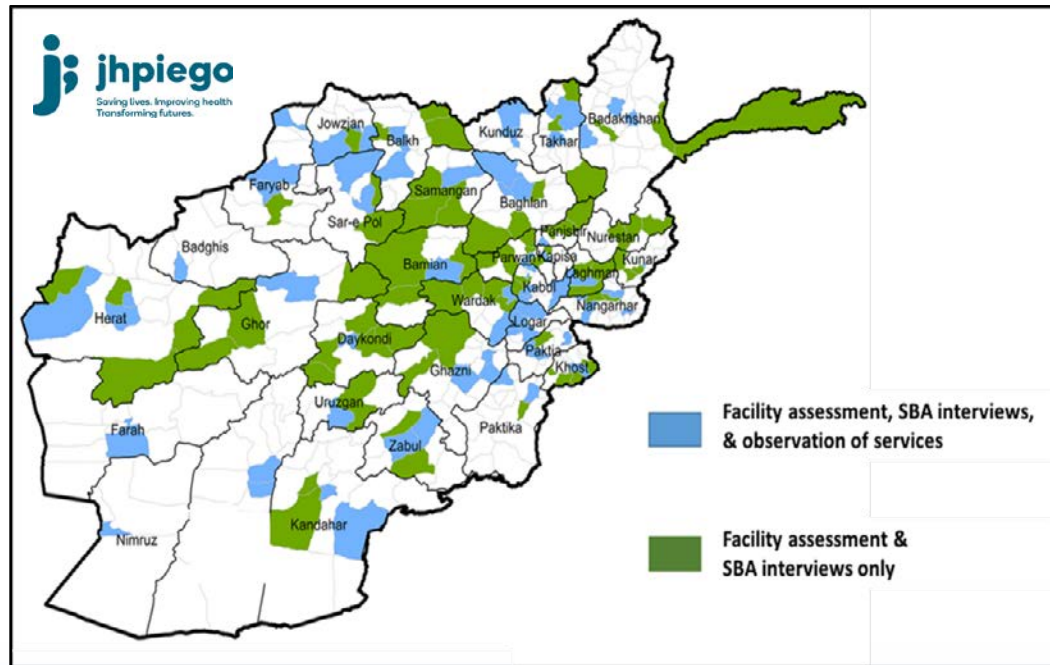 jhpiego
Saving lives. Improving health
Transforming futures.
Jowzjan
Balkh
Kunduz
Takhar
Badakhshan
Faryab
Samangan
Baghlan
Sar-e Pol
Panjshir
Nurestan
Badghis
Bamian
Parwan
Kapisa
Kunar
Laghman
Kabul
Wardak
Nangarhar
Herat
Ghor
Logar
Daykondi
Paktia
Ghazni
Khost
Uruzgan
Paktika
Farah
Zabul
Kandahar
Nimruz
Facility assessment, SBA interviews,
& observation of services
Facility assessment &
SBA interviews only